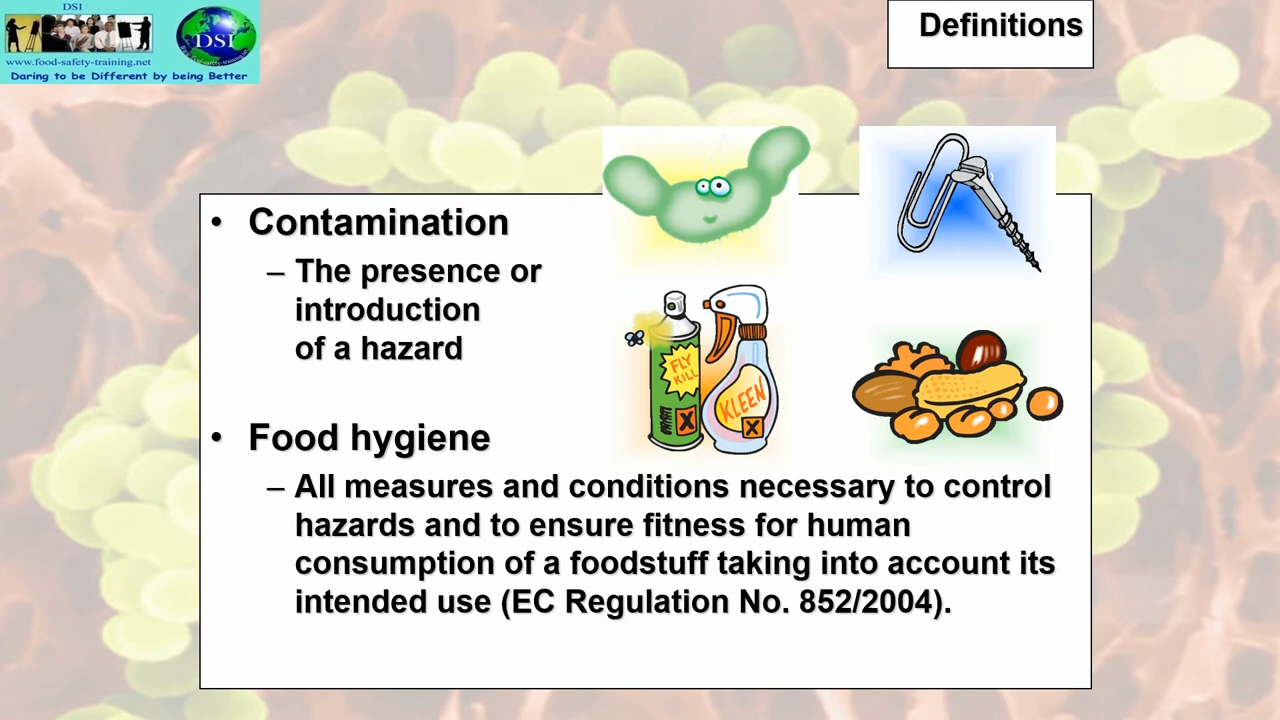 DSI
DSI
www.food-safety-training.net
Daring to be Different by being Better
Definitions
• Contamination
– The presence or
introduction
of a hazard
FLY
KILL
X
KLEEN
X
• Food hygiene
– All measures and conditions necessary to control
hazards and to ensure fitness for human
consumption of a foodstuff taking into account its
intended use (EC Regulation No. 852/2004).